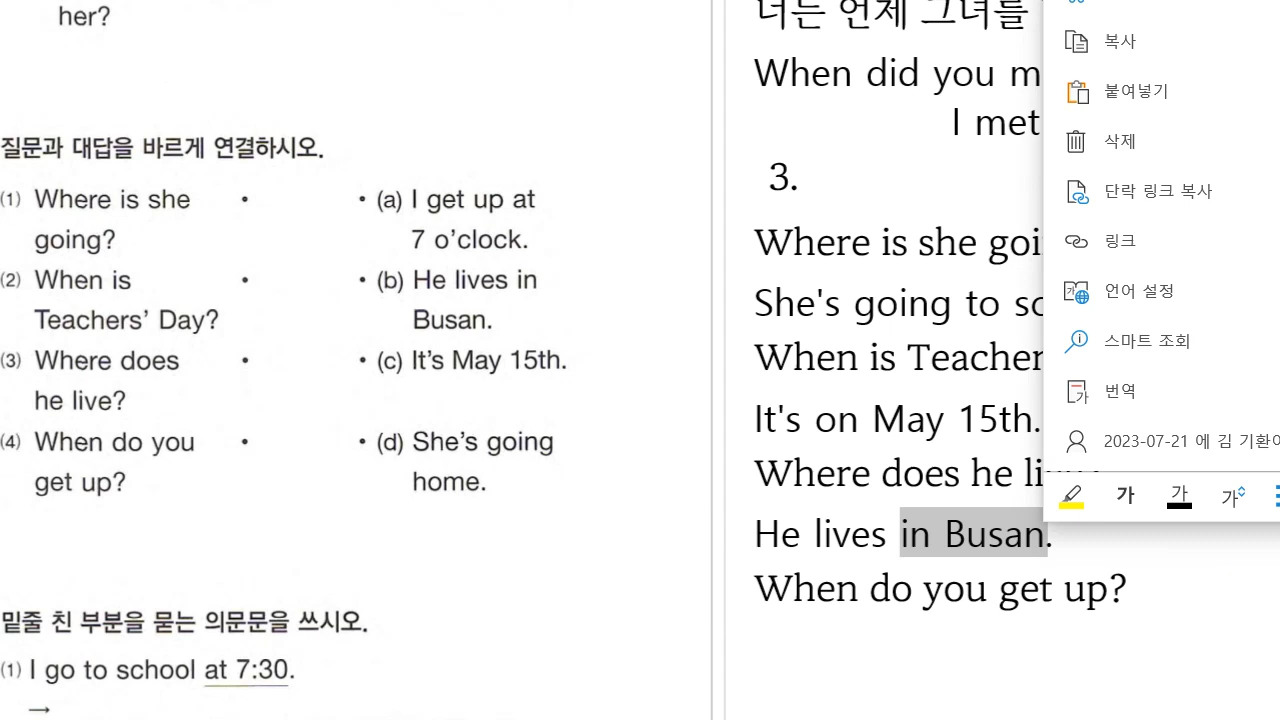 her?
질문과 대답을 바르게 연결하시오.
(1) Where is she • • (a) I get up at
going? 7 o’clock.
(2) When is • • (b) He lives in
Teachers’ Day? Busan.
(3) Where does • • (c) It’s May 15th.
he live?
(4) When do you • • (d) She’s going
get up? home.
밑줄 친 부분을 묻는 의문문을 쓰시오.
(1) I go to school at 7:30.
→
너는 언제 그녀를
When did you m
I met
3.
Where is she goi
She's going to sc
When is Teacher
It's on May 15th.
Where does he li
He lives in Busan.
When do you get up?
복사
붙여넣기
삭제
단락 링크 복사
링크
언어 설정
스마트 조회
번역
2023-07-21 에 김 기환이
가 가 가